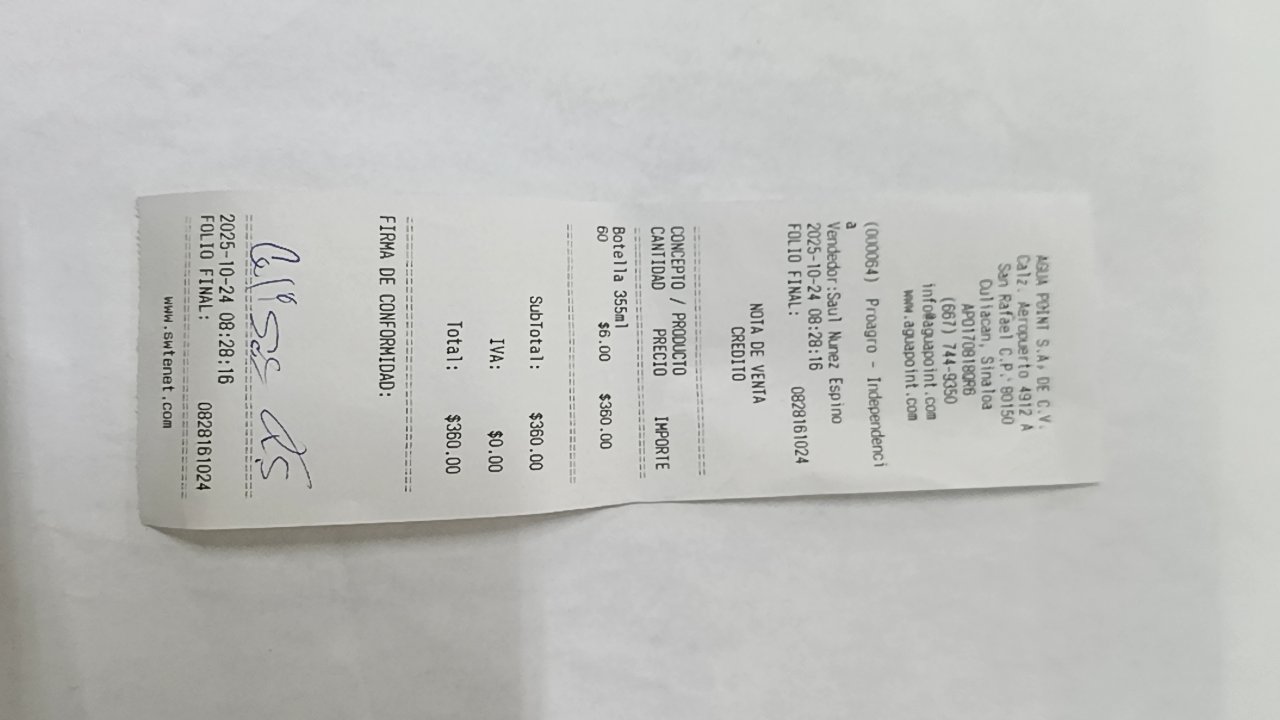 AGUA POINT S.A. DE C.V.
Calz. Aeropuerto 4912 A
San Rafael C.P. 80150
Culiacan, Sinaloa
APO170818QR6
(667) 744-9350
info@aguapoint.com
www.aguapoint.com
(000064) Proagro - Independenci
a
Vendedor:Saul Nunez Espino
2025-10-24 08:28:16
FOLIO FINAL: 0828161024
NOTA DE VENTA
CREDITO
CONCEPTO / PRODUCTO
CANTIDAD PRECIO IMPORTE
Botella 355ml
60 $6.00 $360.00
SubTotal: $360.00
IVA: $0.00
Total: $360.00
FIRMA DE CONFORMIDAD:
2025-10-24 08:28:16
FOLIO FINAL: 0828161024
www.swtenet.com